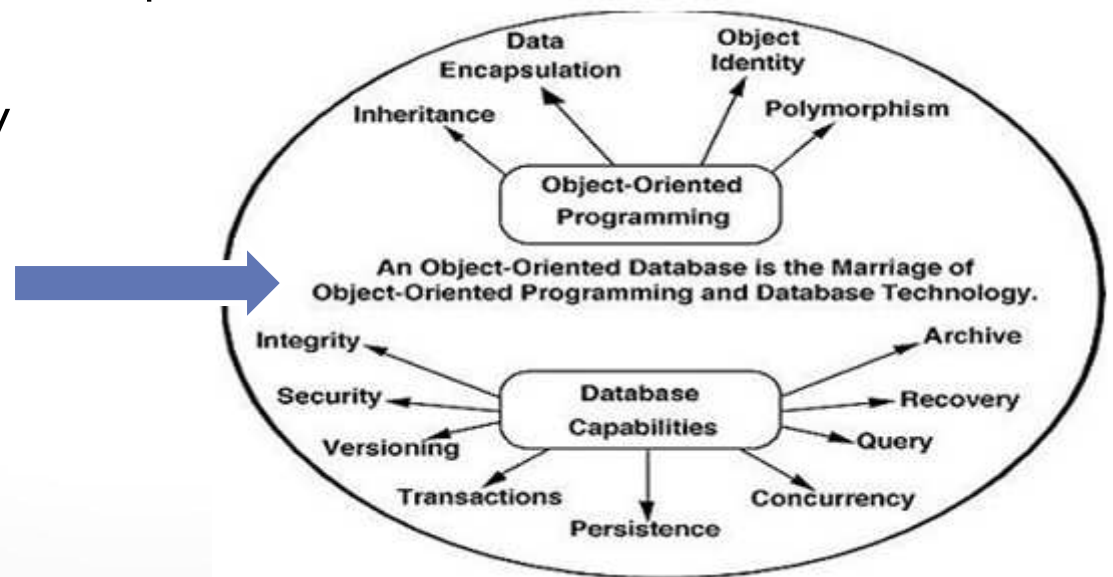 Data
Encapsulation
Object
Identity
Inheritance
Polymorphism
Object-Oriented
Programming
An Object-Oriented Database is the Marriage of
Object-Oriented Programming and Database Technology.
Integrity
Archive
Security
Database
Capabilities
Recovery
Versioning
Query
Transactions
Concurrency
Persistence